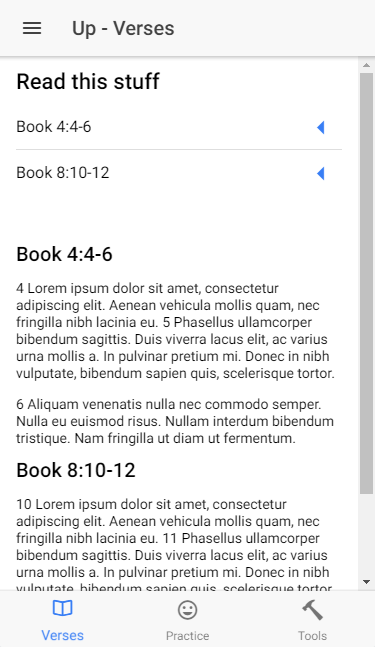 Up - Verses
Read this stuff
Book 4:4-6
Book 8:10-12
Book 4:4-6
4 Lorem ipsum dolor sit amet, consectetur
adipiscing elit. Aenean vehicula mollis quam, nec
fringilla nibh lacinia eu. 5 Phasellus ullamcorper
bibendum sagittis. Duis viverra lacus elit, ac varius
urna mollis a. In pulvinar pretium mi. Donec in nibh
vulputate, bibendum sapien quis, scelerisque tortor.
6 Aliquam venenatis nulla nec commodo semper.
Nulla eu euismod risus. Nullam interdum bibendum
tristique. Nam fringilla ut diam ut fermentum.
Book 8:10-12
10 Lorem ipsum dolor sit amet, consectetur
adipiscing elit. Aenean vehicula mollis quam, nec
fringilla nibh lacinia eu. 11 Phasellus ullamcorper
bibendum sagittis. Duis viverra lacus elit, ac varius
urna mollis a. In pulvinar pretium mi. Donec in nibh
vulputate, bibendum sapien quis, scelerisque tortor.
Verses
Practice
Tools